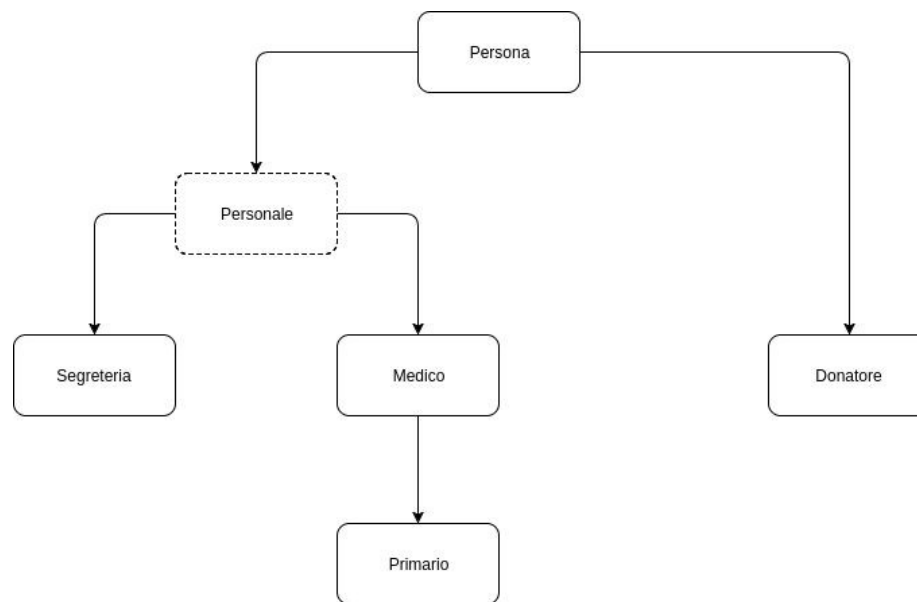 Persona
Personale
Segreteria
Medico
Donatore
Primario